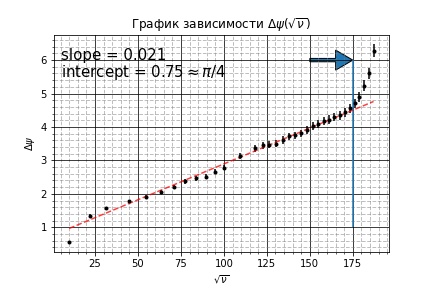 График зависимости Δψ(√ν)
slope = 0.021
intercept = 0.75 ≈ π/4
6
5
4
3
2
1
Δψ
25 50 75 100 125 150 175
√ν